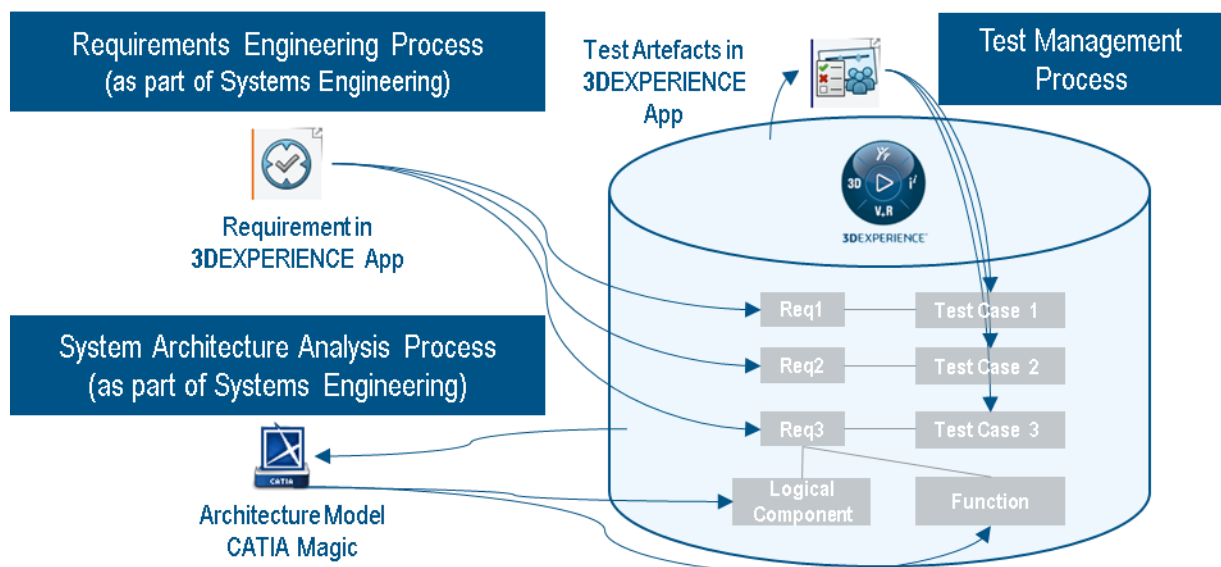 Requirements Engineering Process
(as part of Systems Engineering)
Test Artefacts in
3DEXPERIENCE
App
Test Management
Process
Requirement in
3DEXPERIENCE App
3D
V+R
3DEXPERIENCE
System Architecture Analysis Process
(as part of Systems Engineering)
Req1
Test Case 1
Req2
Test Case 2
Req3
Test Case 3
CATIA
Architecture Model
CATIA Magic
Logical
Component
Function